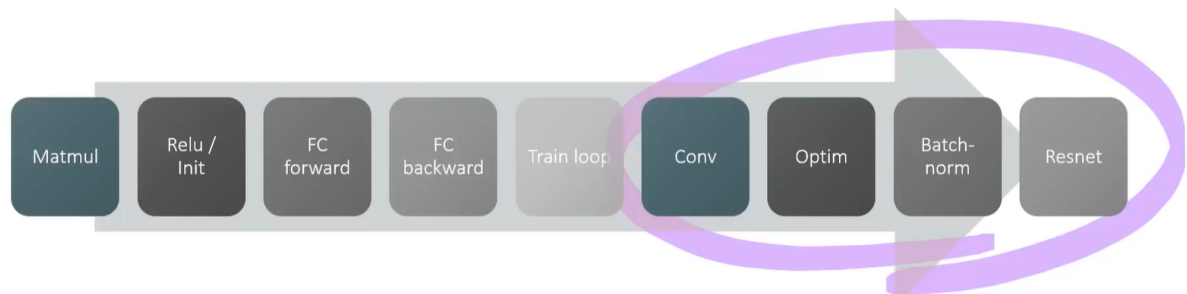 Matmul
Relu /
Init
FC
forward
FC
backward
Train loop
Conv
Optim
Batch-
norm
Resnet